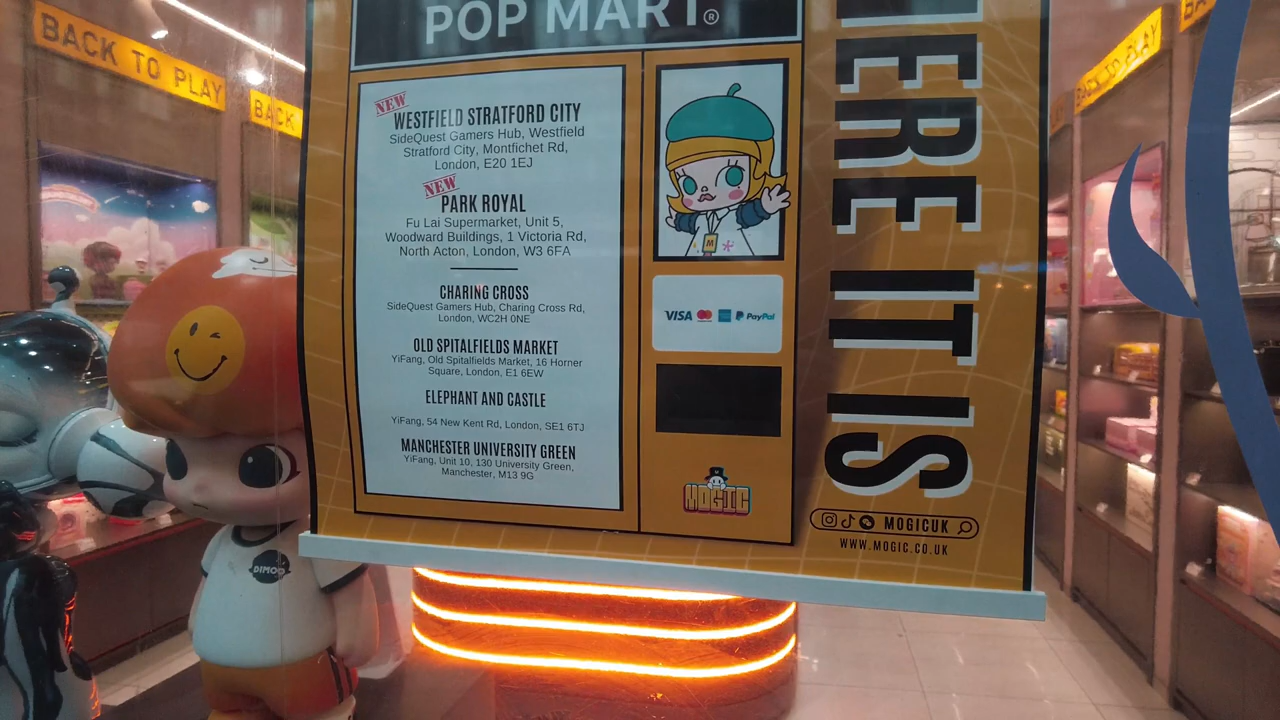 BACK TO PLAY
BACK
POP MART®
NEW
WESTFIELD STRATFORD CITY
SideQuest Gamers Hub, Westfield
Stratford City, Montfichet Rd,
London, E20 1EJ
NEW
PARK ROYAL
Fu Lai Supermarket, Unit 5,
Woodward Buildings, 1 Victoria Rd,
North Acton, London, W3 6FA
CHARING CROSS
SideQuest Gamers Hub, Charing Cross Rd,
London, WC2H 0NE
OLD SPITALFIELDS MARKET
YiFang, Old Spitalfields Market, 16 Horner
Square, London, E1 6EW
ELEPHANT AND CASTLE
YiFang, 54 New Kent Rd, London, SE1 6TJ
MANCHESTER UNIVERSITY GREEN
YiFang, Unit 10, 130 University Green,
Manchester, M13 9G
M
VISA PayPal
MOGIC
ERE IT IS
MOGICUK
WWW.MOGIC.CO.UK
DIMOO
BA